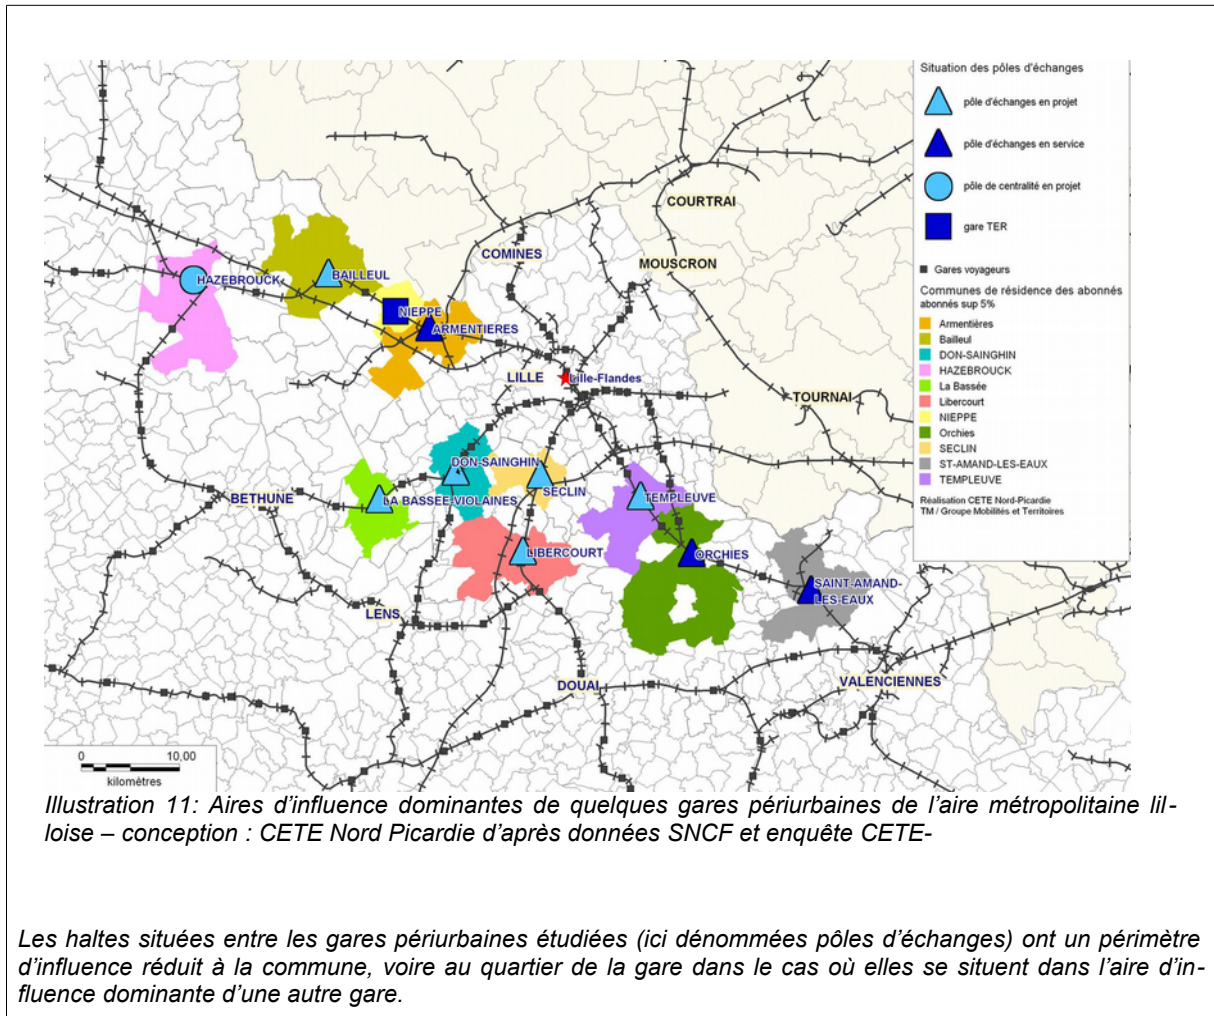 Situation des pôles d'échanges
pôle d'échanges en projet
pôle d'échanges en service
pôle de centralité en projet
gare TER
Gares voyageurs
Communes de résidence des abonnés
abonnés sup 5%
Armentières
Bailleul
DON-SAINGHIN
HAZEBROUCK
La Bassée
Libercourt
NIEPPE
Orchies
SECLIN
ST-AMAND-LES-EAUX
TEMPLEUVE
Réalisation CETE Nord-Picardie
TM / Groupe Mobilités et Territoires
COURTRAI
COMINES
MOUSCRON
HAZEBROUCK
BAILLEUL
NIEPPE
ARMENTIERES
LILLE
Lille-Flandes
TOURNAI
DON-SAINGHIN
SECLIN
BETHUNE
LA BASSEE-VIOLAINES
TEMPLEUVE
LIBERCOURT
ORCHIES
SAINT-AMAND-
LES-EAUX
LENS
DOUAI
VALENCIENNES
0 10,00
kilomètres
Illustration 11: Aires d'influence dominantes de quelques gares périurbaines de l'aire métropolitaine lil-
loise – conception : CETE Nord Picardie d'après données SNCF et enquête CETE-
Les haltes situées entre les gares périurbaines étudiées (ici dénommées pôles d'échanges) ont un périmètre
d'influence réduit à la commune, voire au quartier de la gare dans le cas où elles se situent dans l'aire d'in-
fluence dominante d'une autre gare.